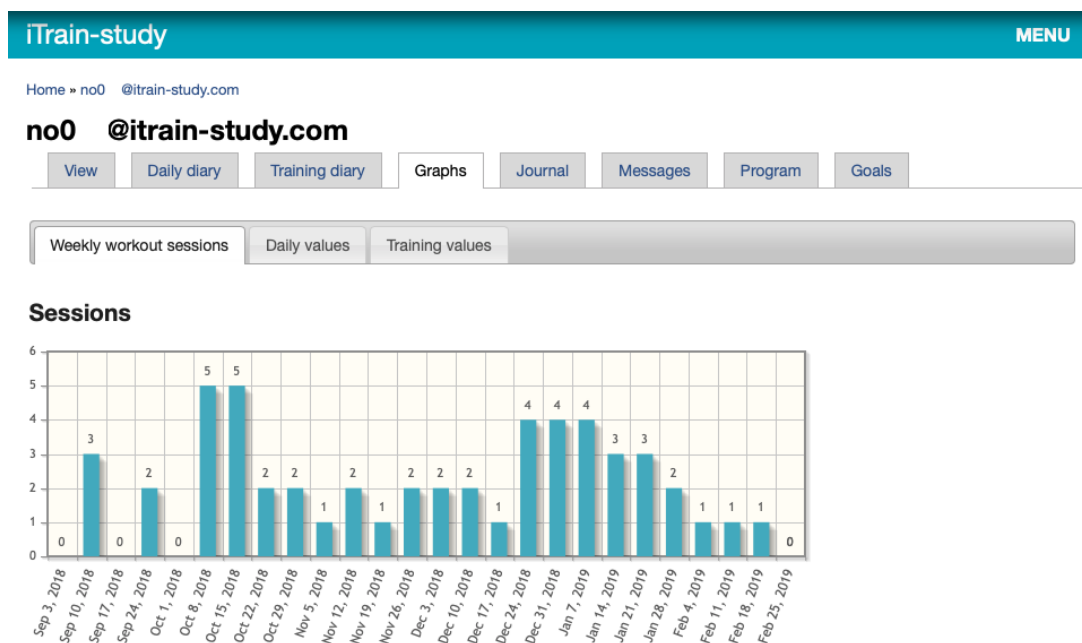 iTrain-study MENU
Home » no0 @itrain-study.com
no0 @itrain-study.com
View Daily diary Training diary Graphs Journal Messages Program Goals
Weekly workout sessions Daily values Training values
Sessions
6
5 5 5
4 4 4 4
3 3 3 3
2 2 2 2 2 2 2 2 2
1 1 1 1 1 1 1
0 0 0 0 0
Sep 3, 2018 Sep 10, 2018 Sep 17, 2018 Sep 24, 2018 Oct 1, 2018 Oct 8, 2018 Oct 15, 2018 Oct 22, 2018 Oct 29, 2018 Nov 5, 2018 Nov 12, 2018 Nov 19, 2018 Nov 26, 2018 Dec 3, 2018 Dec 10, 2018 Dec 17, 2018 Dec 24, 2018 Dec 31, 2018 Jan 7, 2019 Jan 14, 2019 Jan 21, 2019 Jan 28, 2019 Feb 4, 2019 Feb 11, 2019 Feb 18, 2019 Feb 25, 2019